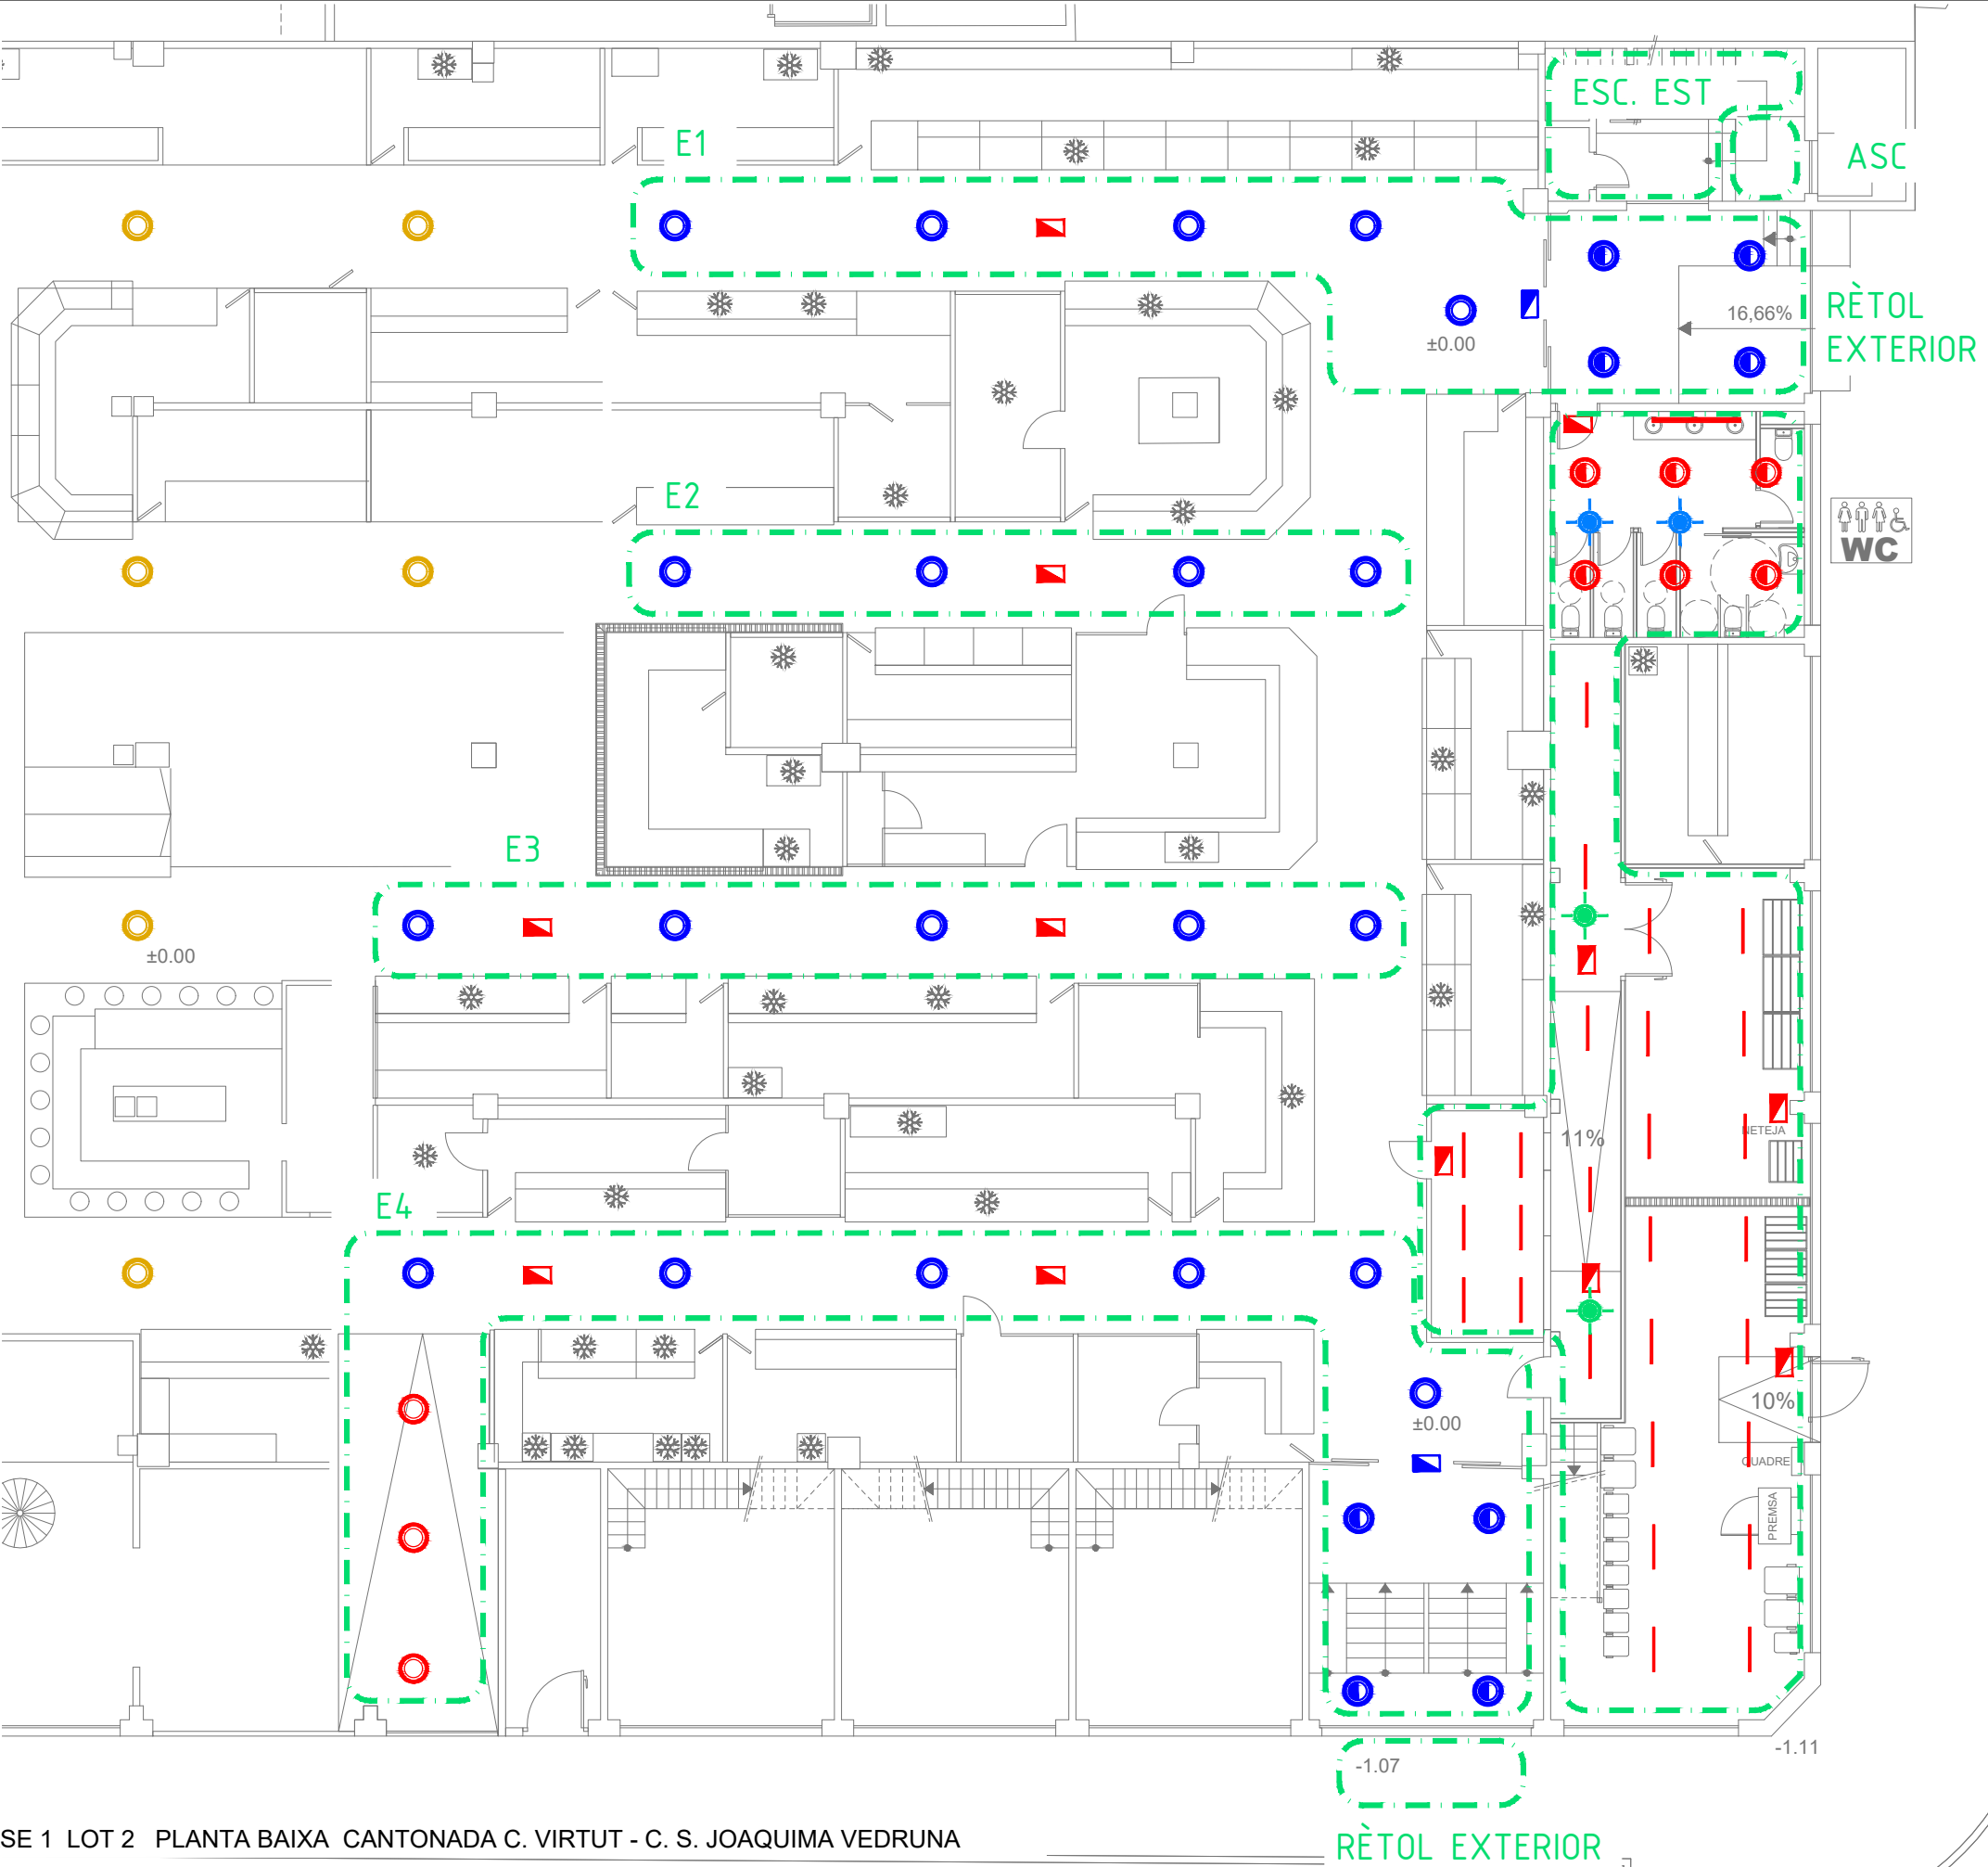 ESC. EST
E1
ASC
RÈTOL
EXTERIOR
16,66%
±0.00
E2
WC
E3
±0.00
NETEJA
11%
E4
10%
±0.00
QUADRE
PREMSA
-1.11
-1.07
SE 1 LOT 2 PLANTA BAIXA CANTONADA C. VIRTUT - C. S. JOAQUIMA VEDRUNA
RÈTOL EXTERIOR